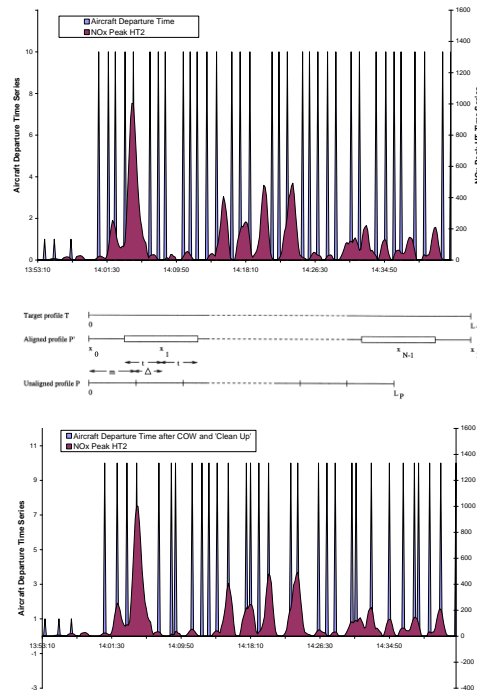 Aircraft Departure Time
NOx Peak HT2
Aircraft Departure Time Series
10
8
6
4
2
0
1600
1400
1200
1000
800
600
400
200
0
13:53:10 14:01:30 14:09:50 14:18:10 14:26:30 14:34:50
Target profile T
0
L
Aligned profile P'
x 0
x 1
x N-1
x
t t
m Δ
Unaligned profile P
0
L P
Aircraft Departure Time after COW and 'Clean Up'
NOx Peak HT2
Aircraft Departure Time Series
11
9
7
5
3
1
-1
-3
1600
1400
1200
1000
800
600
400
200
0
-200
-400
13:53:10 14:01:30 14:09:50 14:18:10 14:26:30 14:34:50